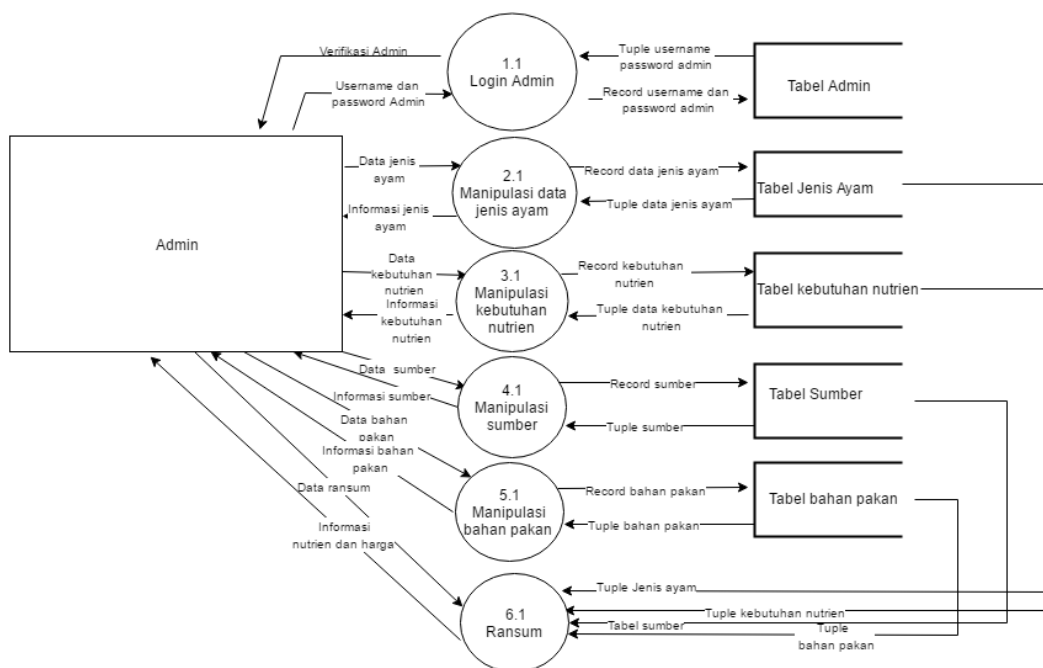 Verifikasi Admin
Username dan
password Admin
1.1
Login Admin
Tuple username
password admin
Record username dan
password admin
Tabel Admin
Admin
Data jenis
ayam
Informasi jenis
ayam
2.1
Manipulasi data
jenis ayam
Record data jenis ayam
Tuple data jenis ayam
Tabel Jenis Ayam
Data
kebutuhan
nutrien
Informasi
kebutuhan
nutrien
3.1
Manipulasi
kebutuhan
nutrien
Record kebutuhan
nutrien
Tuple data kebutuhan
nutrien
Tabel kebutuhan nutrien
Data sumber
Informasi sumber
4.1
Manipulasi
sumber
Record sumber
Tuple sumber
Tabel Sumber
Data bahan
pakan
Informasi bahan
pakan
5.1
Manipulasi
bahan pakan
Record bahan pakan
Tuple bahan pakan
Tabel bahan pakan
Data ransum
Informasi
nutrien dan harga
6.1
Ransum
Tuple Jenis ayam
Tuple kebutuhan nutrien
Tabel sumber
Tuple
bahan pakan